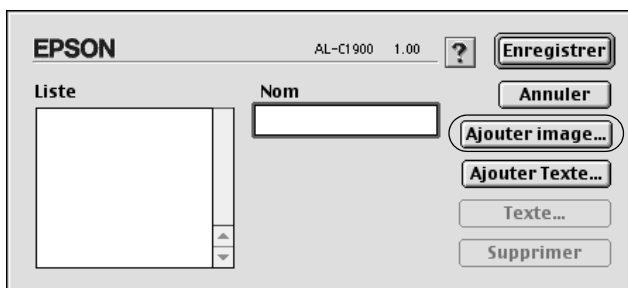 EPSON AL-C1900 1.00 ? Enregistrer
Liste Nom Annuler
Ajouter image...
Ajouter Texte...
Texte...
Supprimer